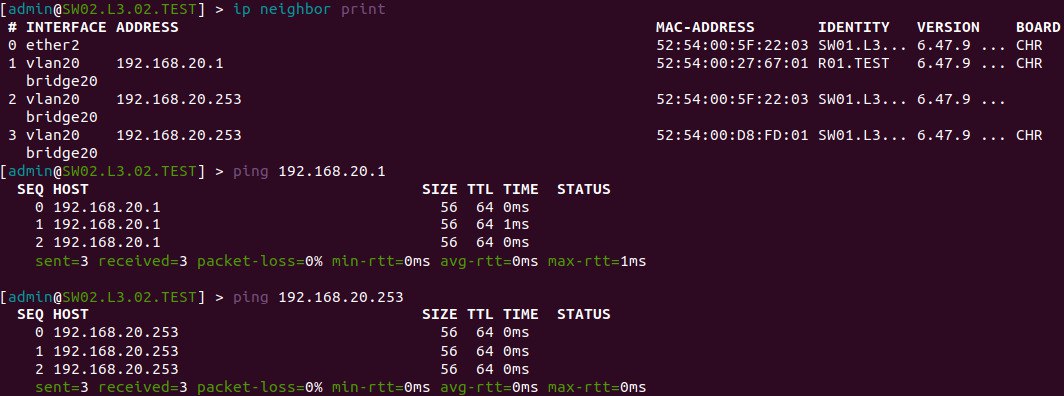 [admin@SW02.L3.02.TEST] > ip neighbor print
# INTERFACE ADDRESS MAC-ADDRESS IDENTITY VERSION BOARD
0 ether2 52:54:00:5F:22:03 SW01.L3... 6.47.9 ... CHR
1 vlan20 192.168.20.1 52:54:00:27:67:01 R01.TEST 6.47.9 ... CHR
bridge20
2 vlan20 192.168.20.253 52:54:00:5F:22:03 SW01.L3... 6.47.9 ...
bridge20
3 vlan20 192.168.20.253 52:54:00:D8:FD:01 SW01.L3... 6.47.9 ... CHR
bridge20
[admin@SW02.L3.02.TEST] > ping 192.168.20.1
SEQ HOST SIZE TTL TIME STATUS
0 192.168.20.1 56 64 0ms
1 192.168.20.1 56 64 1ms
2 192.168.20.1 56 64 0ms
sent=3 received=3 packet-loss=0% min-rtt=0ms avg-rtt=0ms max-rtt=1ms
[admin@SW02.L3.02.TEST] > ping 192.168.20.253
SEQ HOST SIZE TTL TIME STATUS
0 192.168.20.253 56 64 0ms
1 192.168.20.253 56 64 0ms
2 192.168.20.253 56 64 0ms
sent=3 received=3 packet-loss=0% min-rtt=0ms avg-rtt=0ms max-rtt=0ms